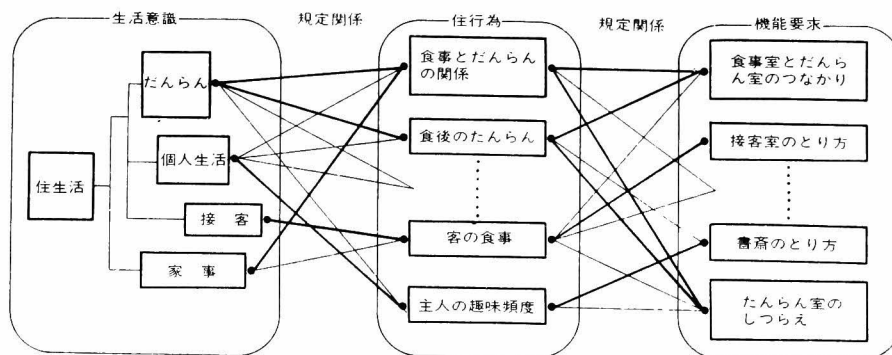 生活意識
規定関係
住行為
規定関係
機能要求
住生活
だんらん
個人生活
接客
家事
食事とだんらん
の関係
食後のたんらん
客の食事
主人の趣味頻度
食事室とだんら
ん室のつなかり
接客室のとり方
書斎のとり方
たんらん室の
しつらえ